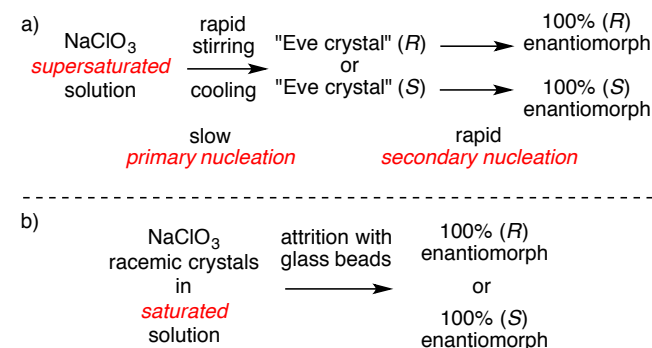 a)
NaClO3
supersaturated
solution
rapid
stirring
cooling
"Eve crystal" (R)
or
"Eve crystal" (S)
100% (R)
enantiomorph
100% (S)
enantiomorph
slow
primary nucleation
rapid
secondary nucleation
b)
NaClO3
racemic crystals
in
saturated
solution
attrition with
glass beads
100% (R)
enantiomorph
or
100% (S)
enantiomorph